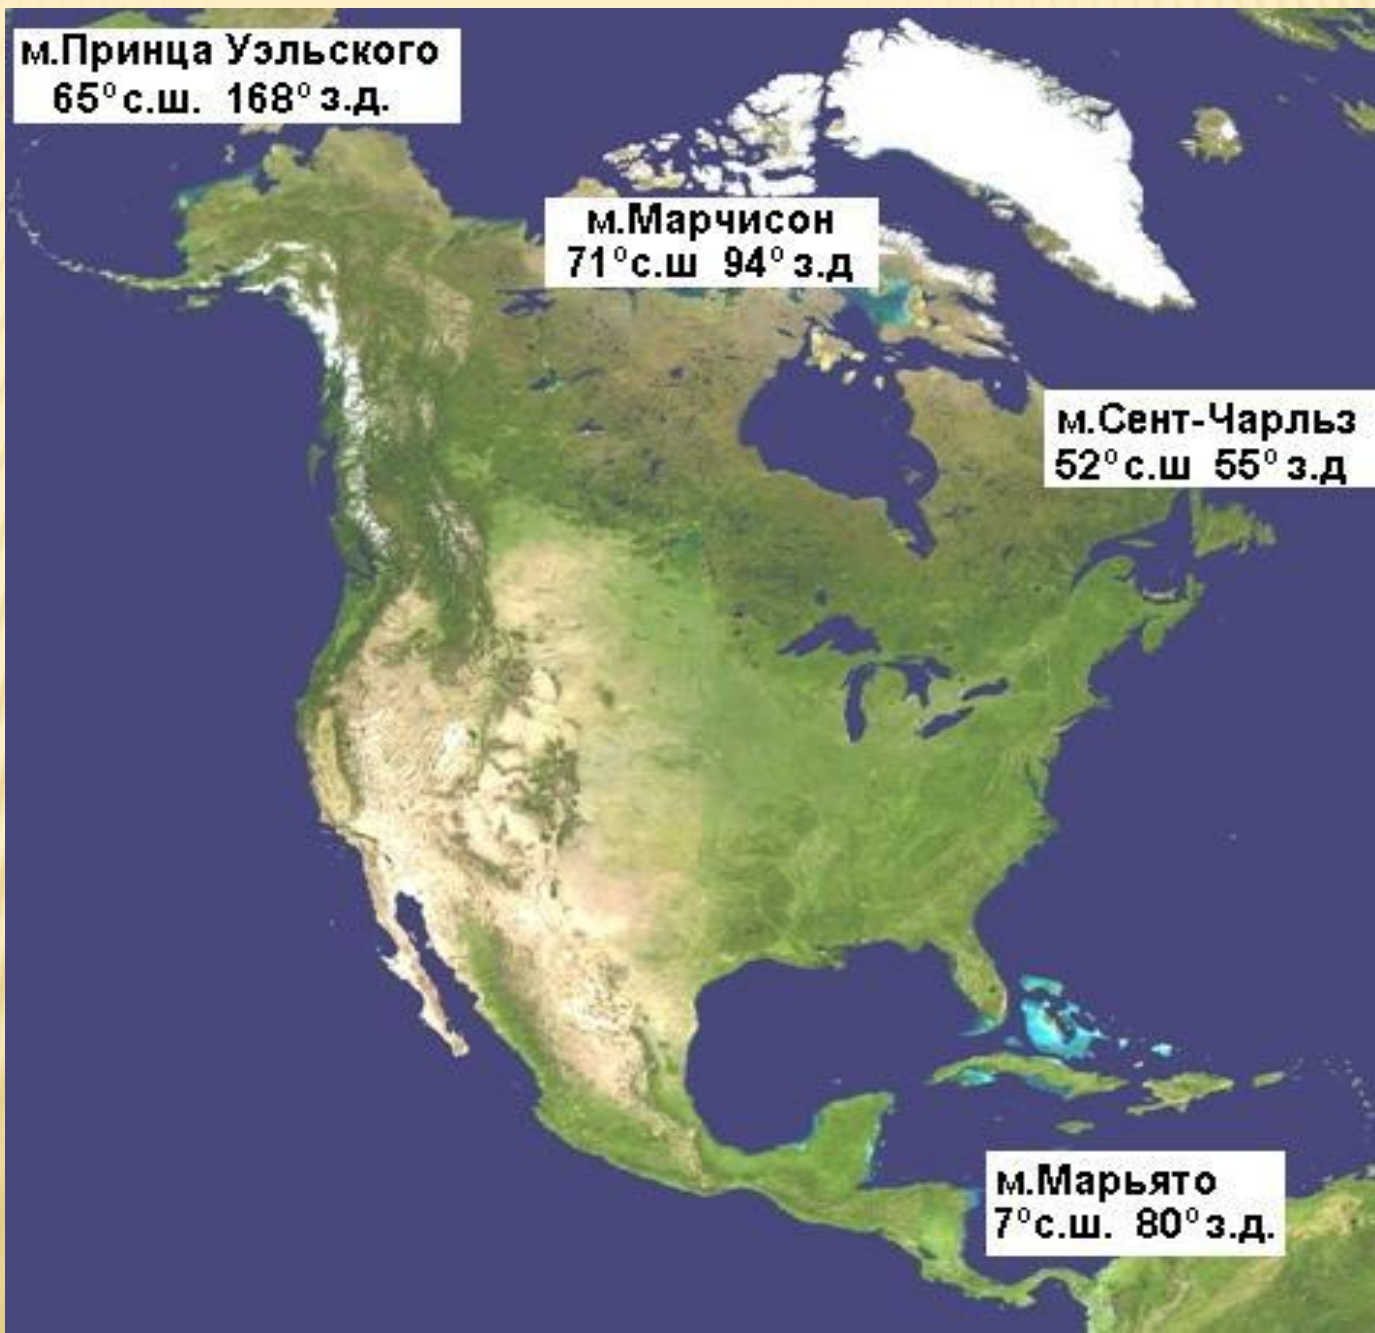 м.Принца Уэльского
65°с.ш. 168°з.д.
м.Марчисон
71°с.ш 94°з.д
м.Сент-Чарльз
52°с.ш 55°з.д
м.Марьято
7°с.ш. 80°з.д.